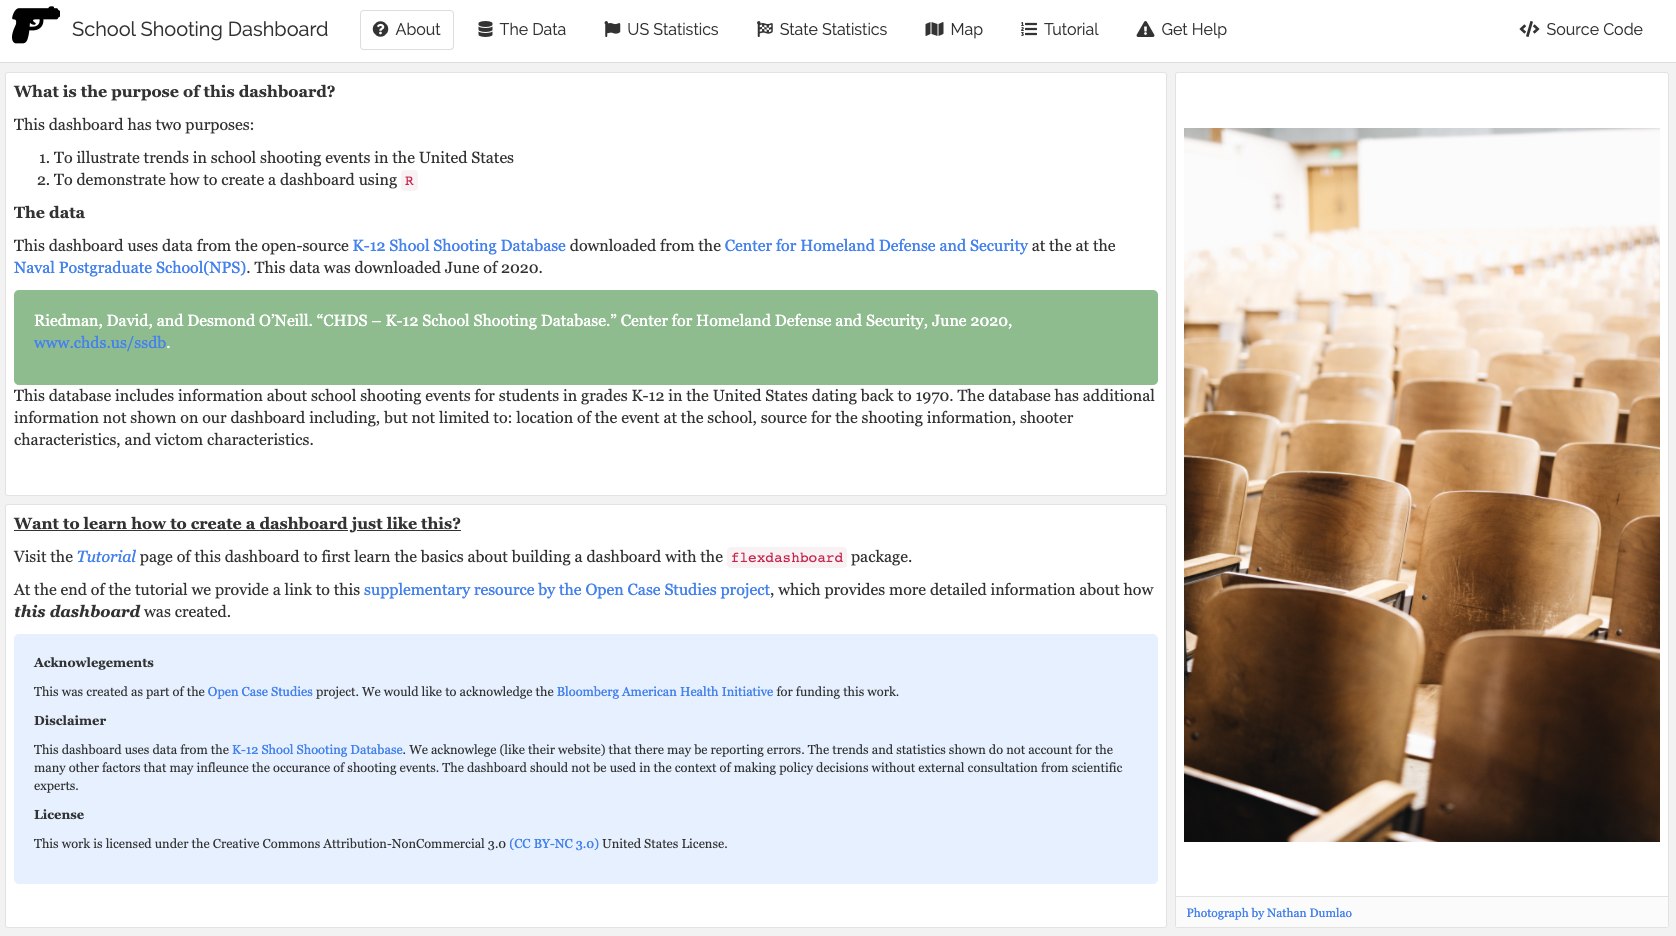 School Shooting Dashboard
About
The Data
US Statistics
State Statistics
Map
Tutorial
Get Help
Source Code
What is the purpose of this dashboard?
This dashboard has two purposes:
1. To illustrate trends in school shooting events in the United States
2. To demonstrate how to create a dashboard using R
The data
This dashboard uses data from the open-source K-12 Shool Shooting Database downloaded from the Center for Homeland Defense and Security at the at the
Naval Postgraduate School(NPS). This data was downloaded June of 2020.
Riedman, David, and Desmond O’Neill. “CHDS – K-12 School Shooting Database.” Center for Homeland Defense and Security, June 2020,
www.chds.us/ssdb.
This database includes information about school shooting events for students in grades K-12 in the United States dating back to 1970. The database has additional
information not shown on our dashboard including, but not limited to: location of the event at the school, source for the shooting information, shooter
characteristics, and victom characteristics.
Want to learn how to create a dashboard just like this?
Visit the Tutorial page of this dashboard to first learn the basics about building a dashboard with the flexdashboard package.
At the end of the tutorial we provide a link to this supplementary resource by the Open Case Studies project, which provides more detailed information about how
this dashboard was created.
Acknowlegements
This was created as part of the Open Case Studies project. We would like to acknowledge the Bloomberg American Health Initiative for funding this work.
Disclaimer
This dashboard uses data from the K-12 Shool Shooting Database. We acknowlege (like their website) that there may be reporting errors. The trends and statistics shown do not account for the
many other factors that may infleunce the occurance of shooting events. The dashboard should not be used in the context of making policy decisions without external consultation from scientific
experts.
License
This work is licensed under the Creative Commons Attribution-NonCommercial 3.0 (CC BY-NC 3.0) United States License.
Photograph by Nathan Dumlao